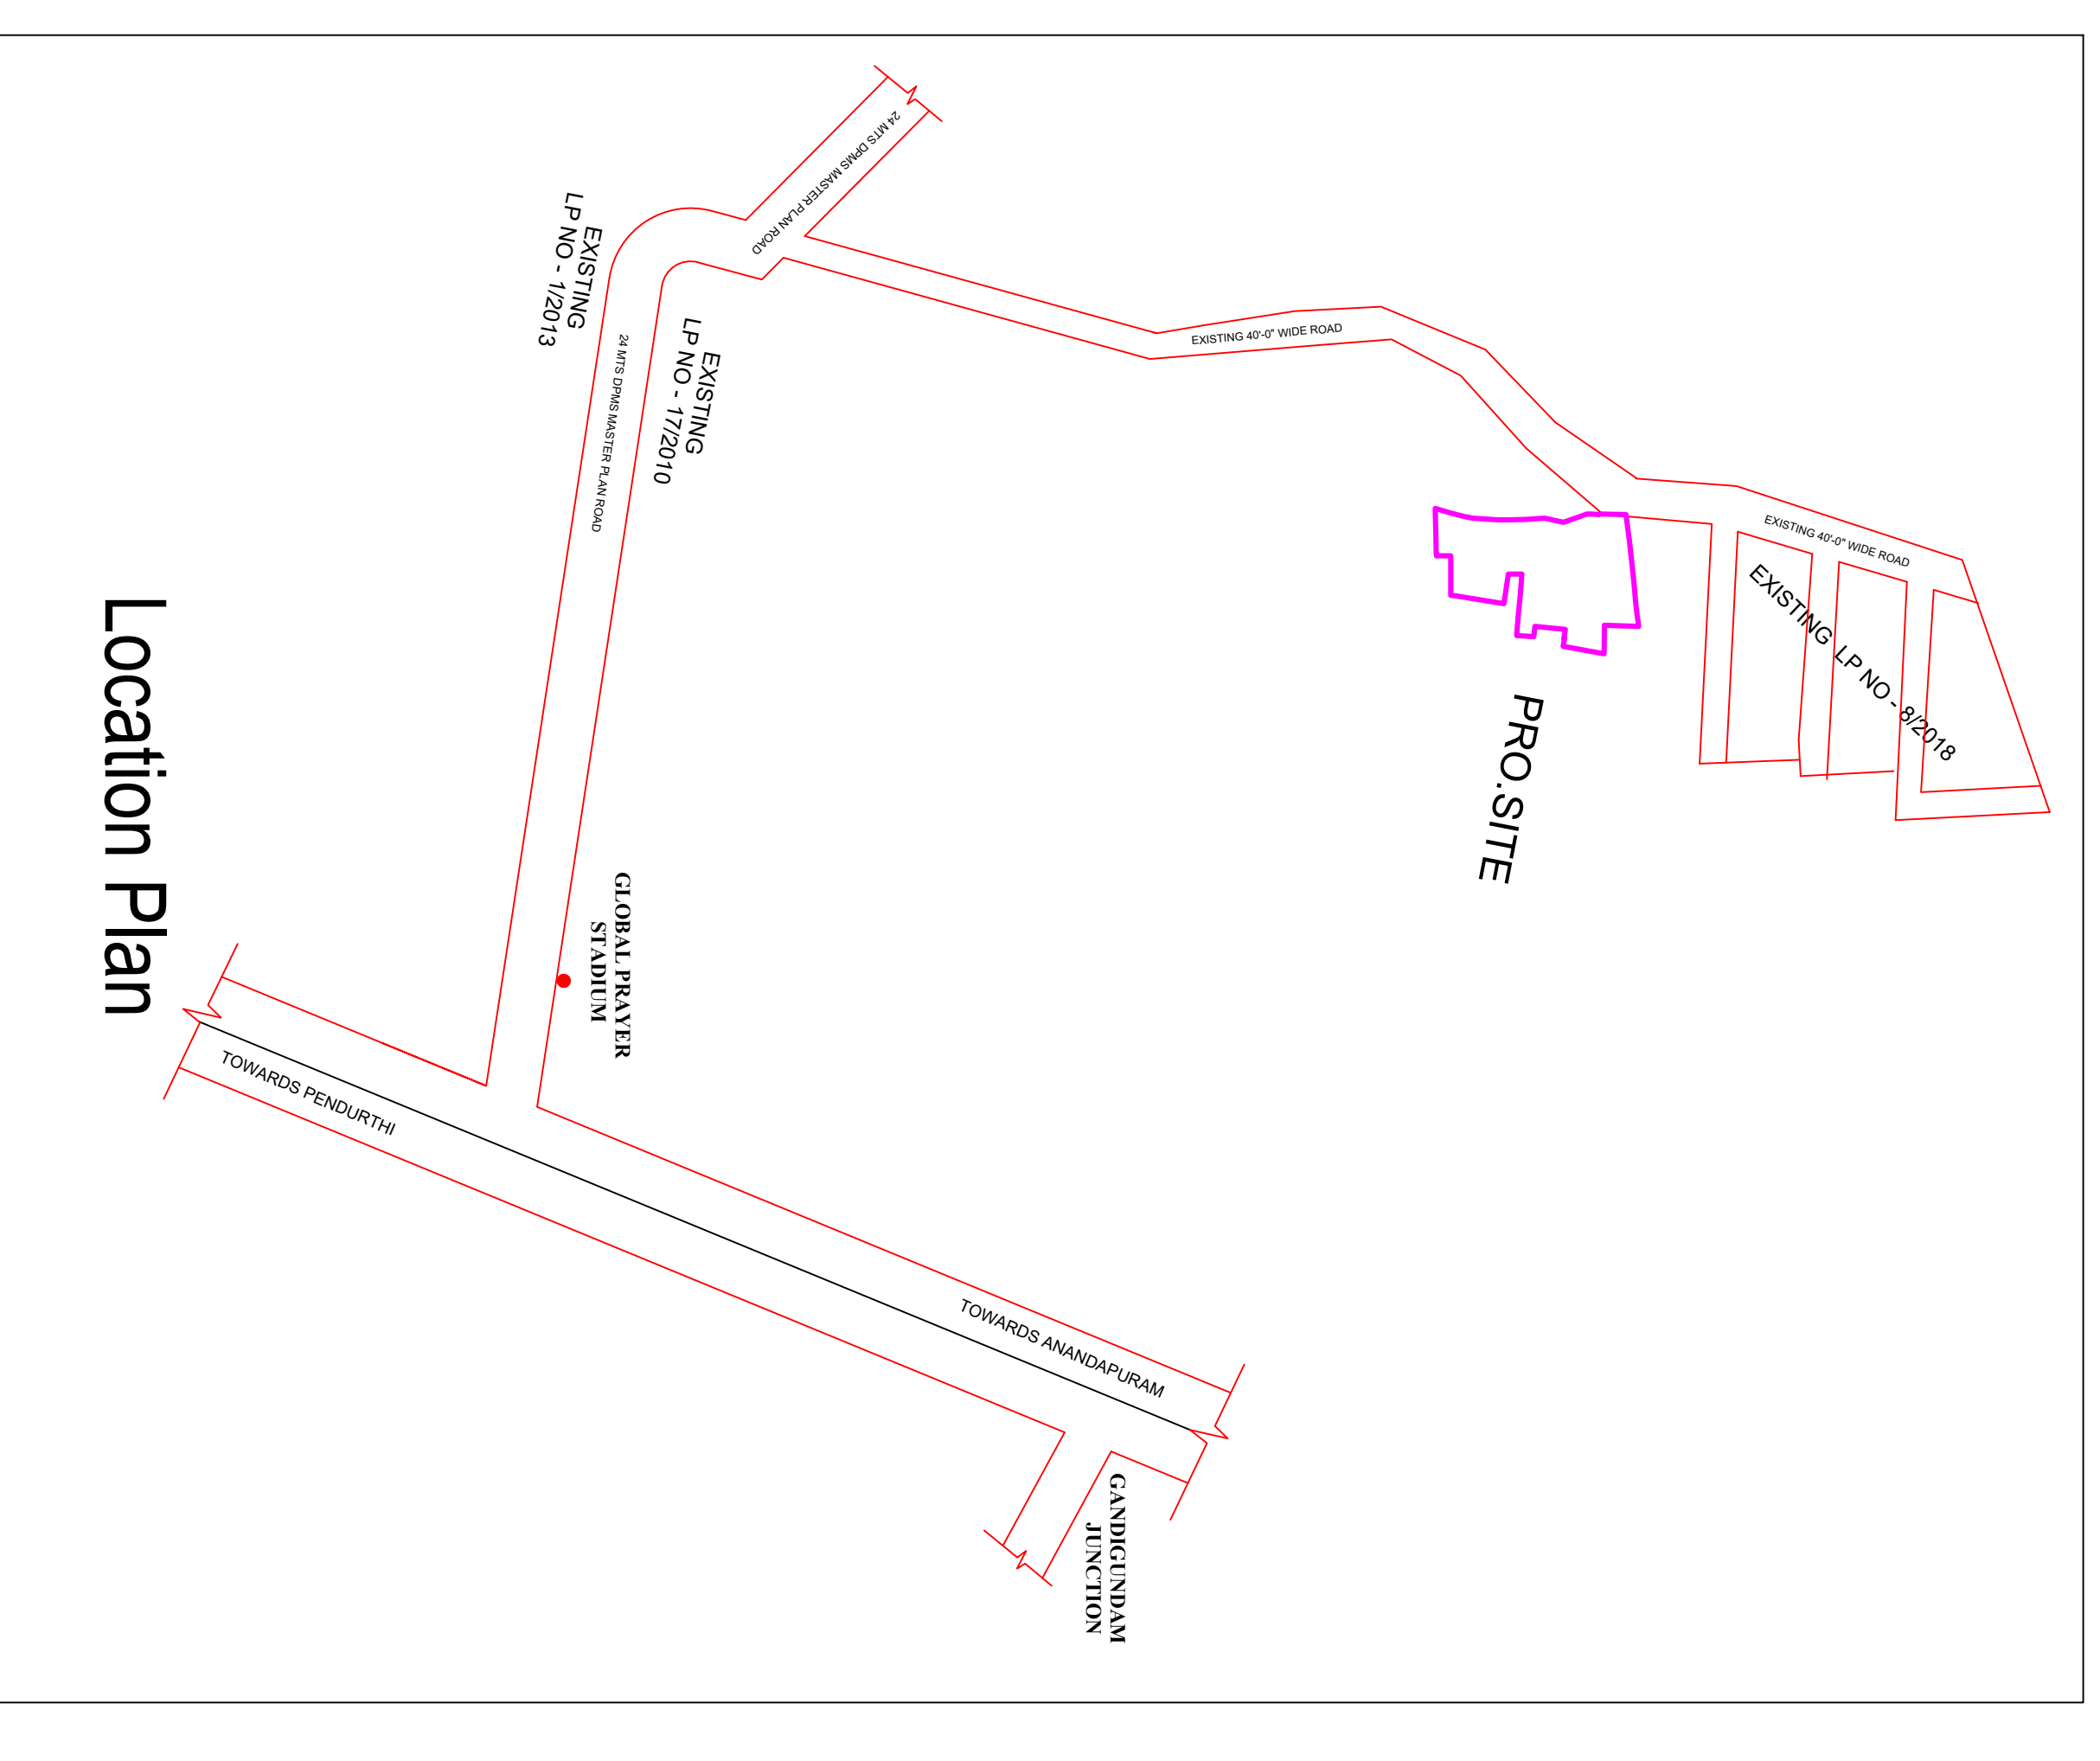 24 MTS DPMS MASTER PLAN ROAD
EXISTING
LP NO - 1/2013
EXISTING
LP NO - 17/2010
24 MTS DPMS MASTER PLAN ROAD
EXISTING 40'-0" WIDE ROAD
EXISTING 40'-0" WIDE ROAD
EXISTING LP NO - 8/2018
PRO.SITE
GLOBAL PRAYER
STADIUM
TOWARDS PENDURTHI
TOWARDS ANANDAPURAM
GANDIGUNDAM
JUNCTION
Location Plan